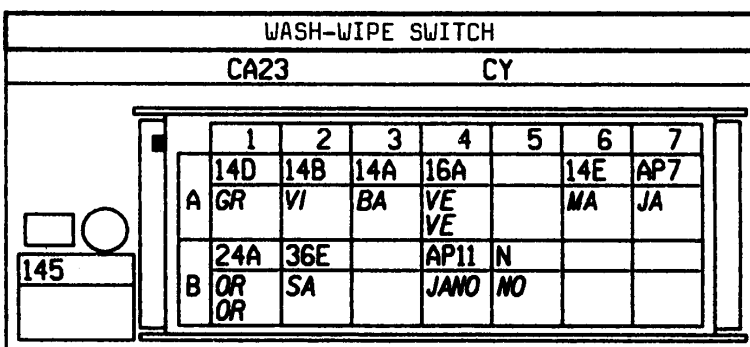 WASH-WIPE SWITCH
CA23 CY
1 2 3 4 5 6 7
14D 14B 14A 16A 14E AP7
A GR VI BA VE MA JA
VE
24A 36E AP11 N
145
B OR SA JANO NO
OR